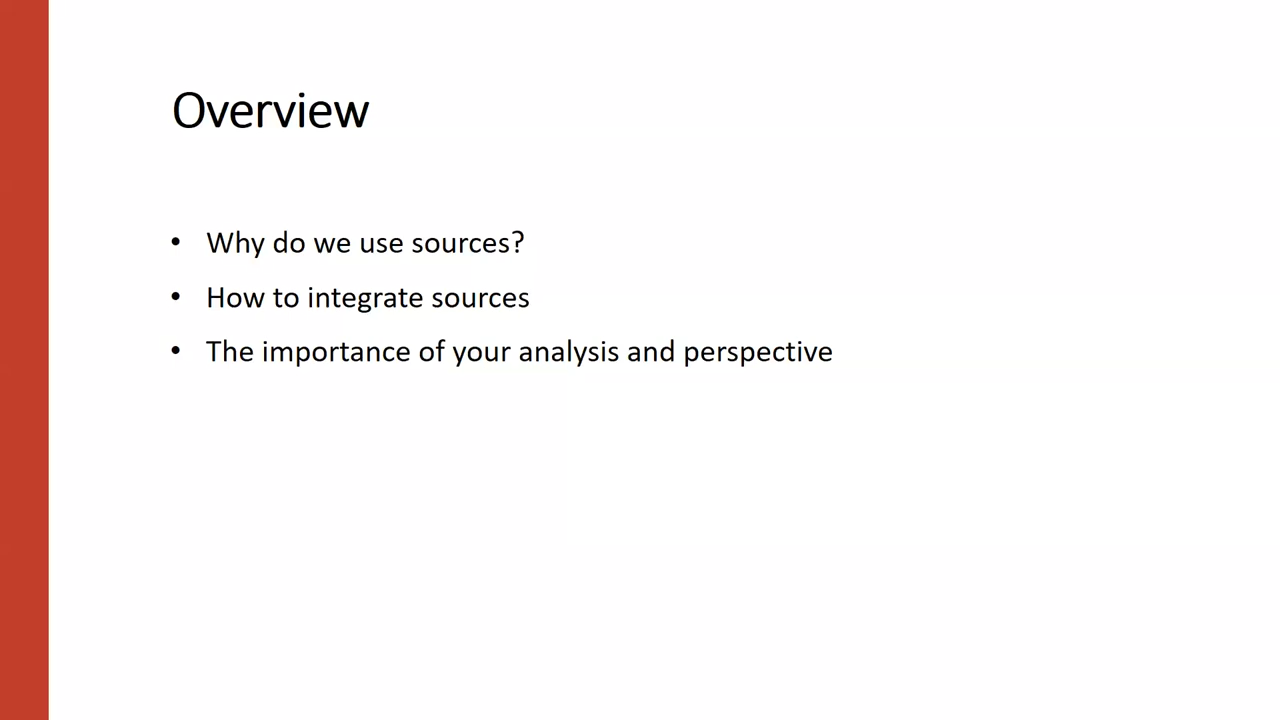 Overview
• Why do we use sources?
• How to integrate sources
• The importance of your analysis and perspective